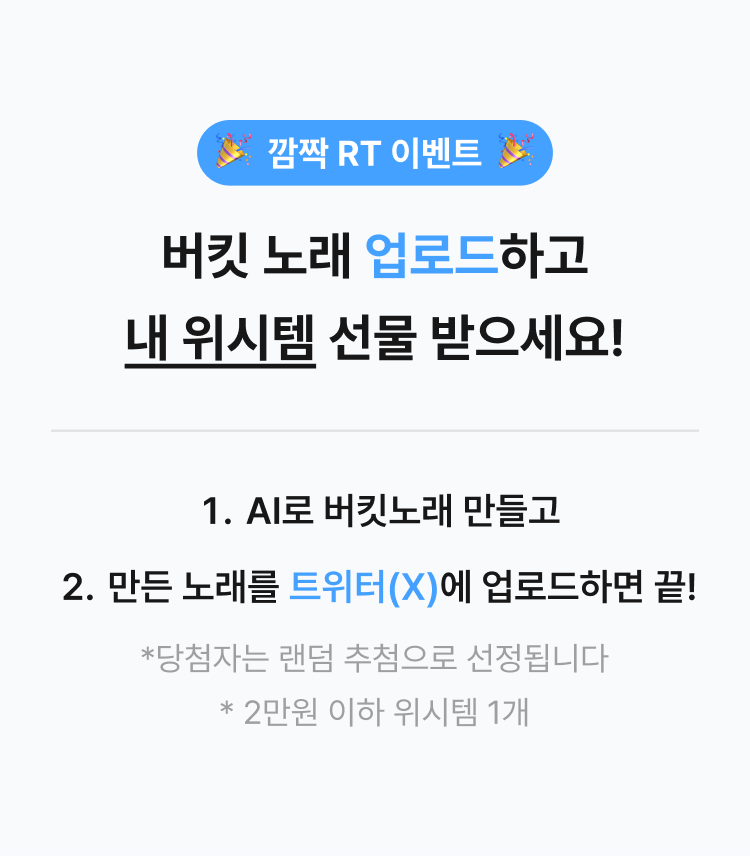 🎉 깜짝 RT 이벤트 🎉
버킷 노래 업로드하고
내 위시템 선물 받으세요!
1. AI로 버킷노래 만들고
2. 만든 노래를 트위터(X)에 업로드하면 끝!
*당첨자는 랜덤 추첨으로 선정됩니다
* 2만원 이하 위시템 1개